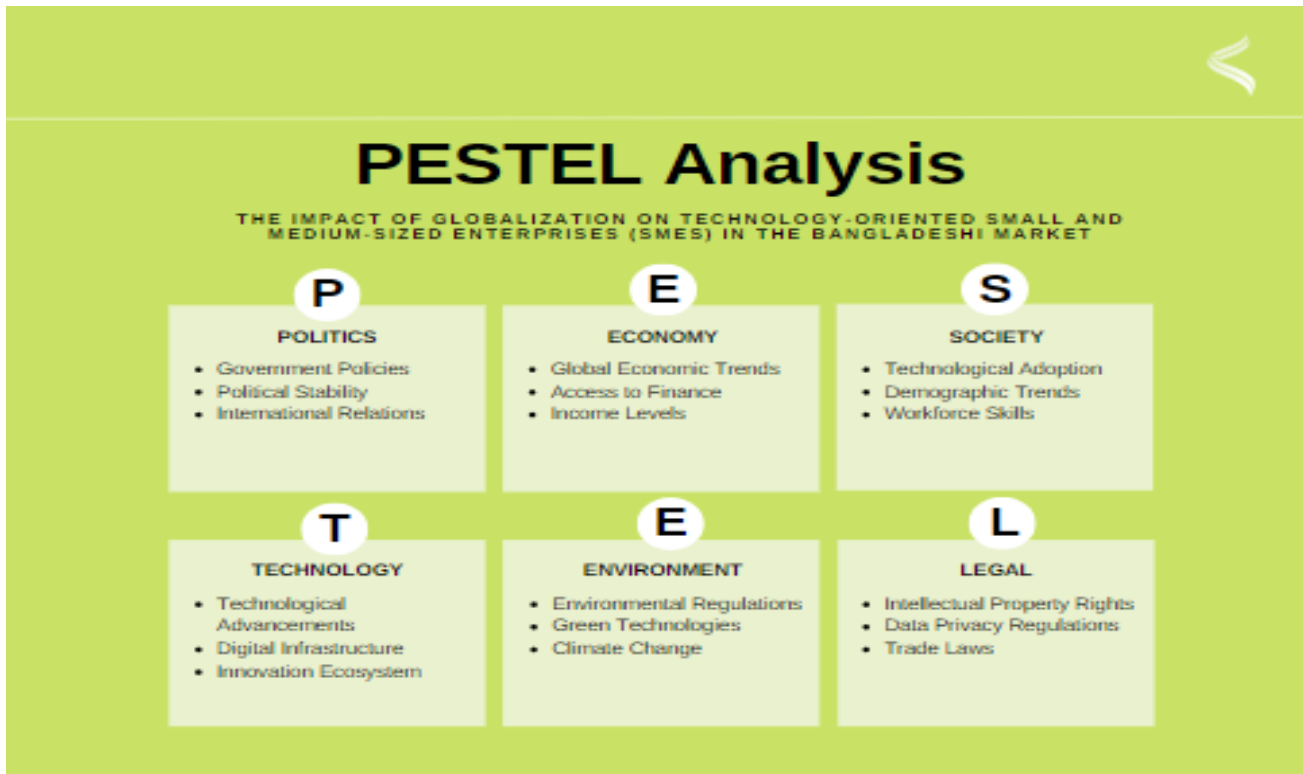 PESTEL Analysis
THE IMPACT OF GLOBALIZATION ON TECHNOLOGY-ORIENTED SMALL AND
MEDIUM-SIZED ENTERPRISES (SMES) IN THE BANGLADESHI MARKET
P
POLITICS
• Government Policies
• Political Stability
• International Relations
E
ECONOMY
• Global Economic Trends
• Access to Finance
• Income Levels
S
SOCIETY
• Technological Adoption
• Demographic Trends
• Workforce Skills
T
TECHNOLOGY
• Technological
Advancements
• Digital Infrastructure
• Innovation Ecosystem
E
ENVIRONMENT
• Environmental Regulations
• Green Technologies
• Climate Change
L
LEGAL
• Intellectual Property Rights
• Data Privacy Regulations
• Trade Laws